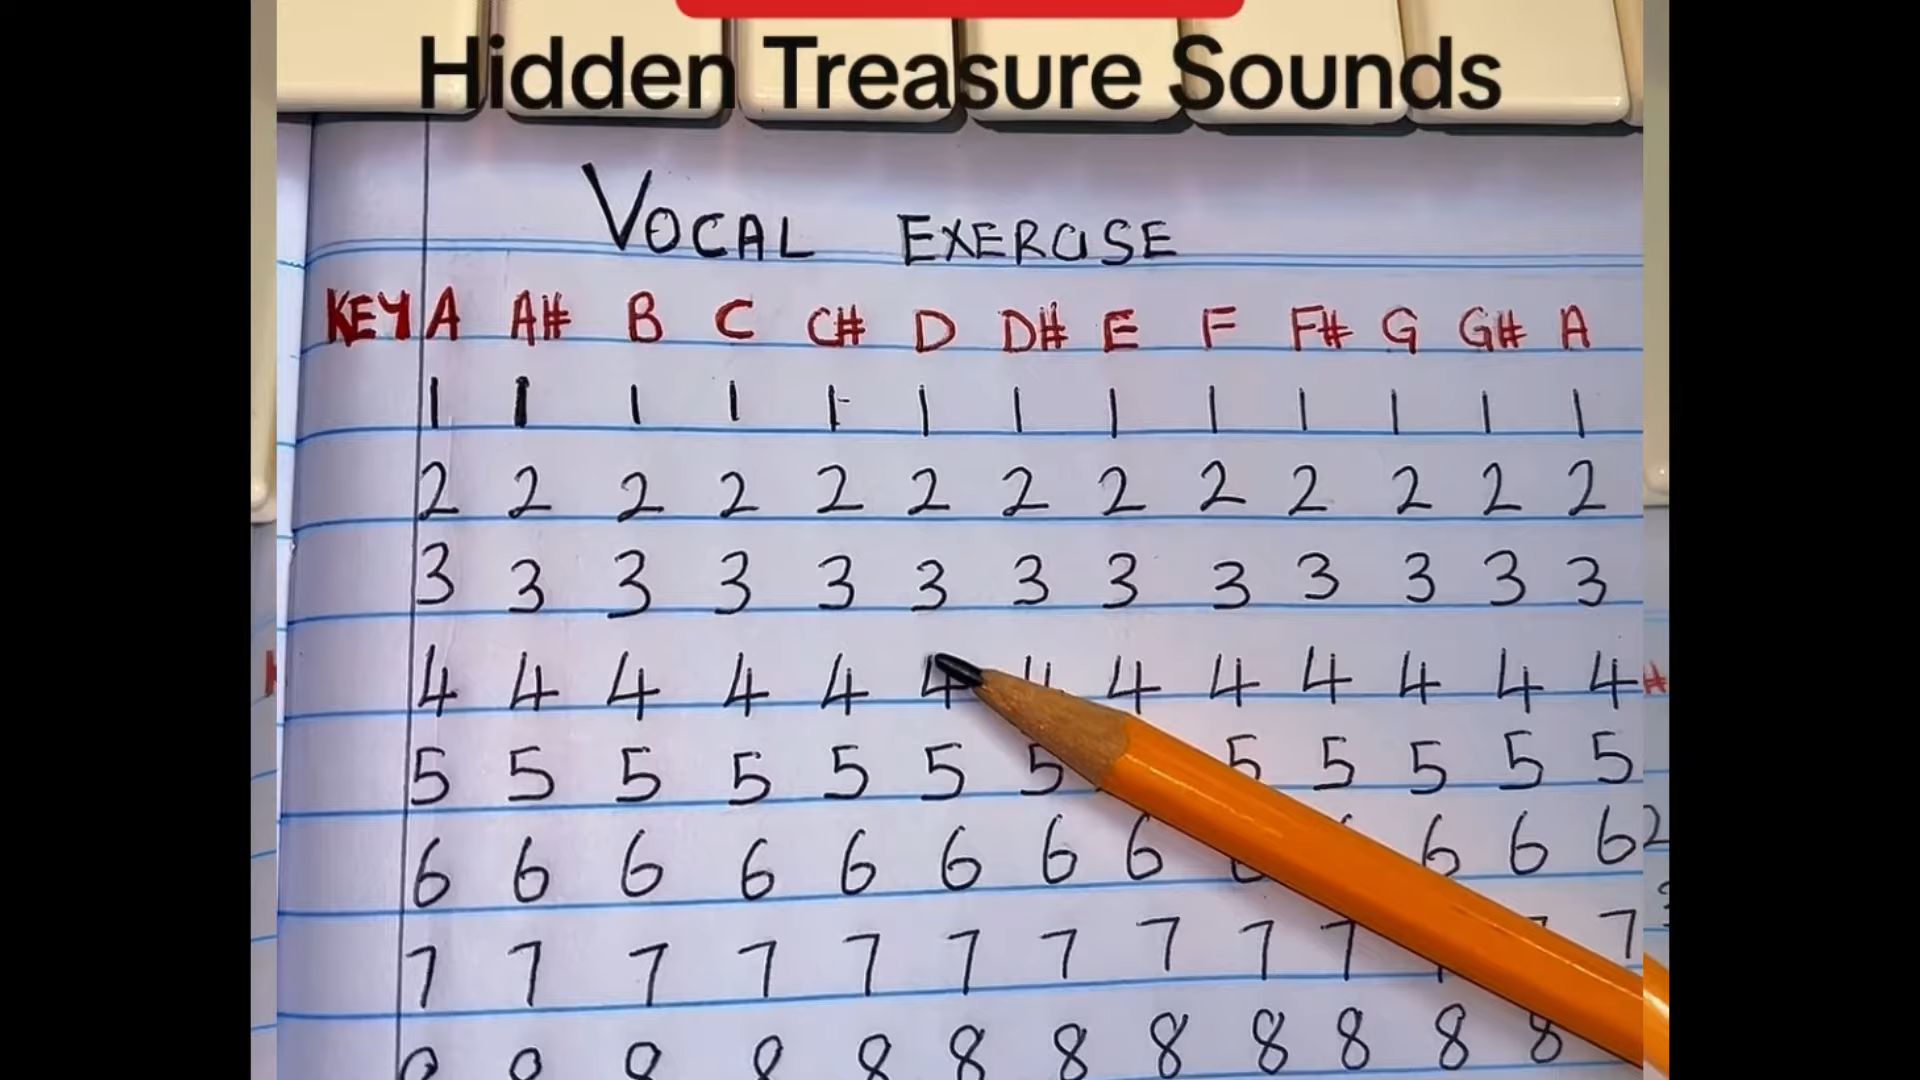 Hidden Treasure Sounds
VOCAL EXERCISE
KEY A A# B C C# D D# E F F# G G# A
1 1 1 1 1 1 1 1 1 1 1 1 1
2 2 2 2 2 2 2 2 2 2 2 2 2
3 3 3 3 3 3 3 3 3 3 3 3 3
4 4 4 4 4 4 4 4 4 4 4 4 4
5 5 5 5 5 5 5 5 5 5 5 5
6 6 6 6 6 6 6 6 6 6 6
7 7 7 7 7 7 7 7 7 7 7
8 8 8 8 8 8 8 8 8 8 8 8